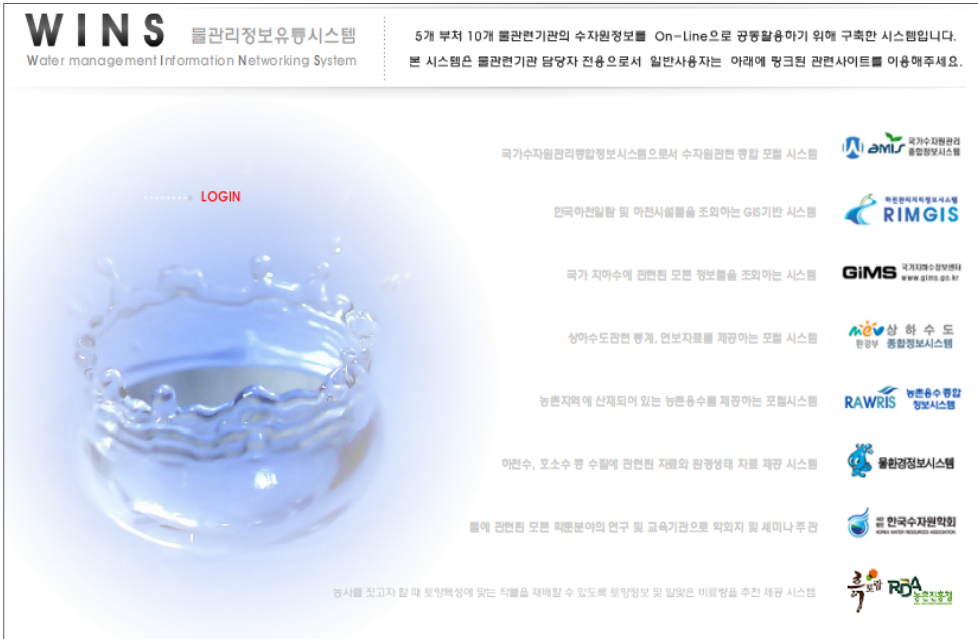 WINS 물관리정보유통시스템
Water management Information Networking System
5개 부처 10개 물관련기관의 수자원정보를 On-Line으로 공동활용하기 위해 구축한 시스템입니다.
본 시스템은 물관련기관 담당자 전용으로서 일반사용자는 아래에 링크된 관련사이트를 이용해주세요.
LOGIN
국가수자원관리종합정보시스템으로서 수자원관련 통합 포털 시스템
WAMIS 국가수자원관리
종합정보시스템
한국하천일람 및 하천시설물을 조회하는 GIS기반 시스템
하천관리지리정보시스템
RIMGIS
국가 지하수에 관련된 모든 정보들을 조회하는 시스템
GIMS 국가지하수정보센터
www.gims.go.kr
상하수도관련 통계, 연보자료를 제공하는 포털 시스템
mev 상하수도
환경부 종합정보시스템
농촌지역에 산재되어 있는 농촌용수를 제공하는 포털시스템
RAWRIS 농촌용수종합
정보시스템
하천수, 호소수 등 수질에 관련된 자료와 환경생태 자료 제공 시스템
물환경정보시스템
물에 관련된 모든 학문분야의 연구 및 교육기관으로 학회지 및 세미나 주관
한국수자원학회
KOREA WATER RESOURCES ASSOCIATION
농사를 짓고자 할 때 토양특성에 맞는 작물을 재배할 수 있도록 토양정보 및 알맞은 비료량을 추천 제공 시스템
흙토람 RDA
농촌진흥청